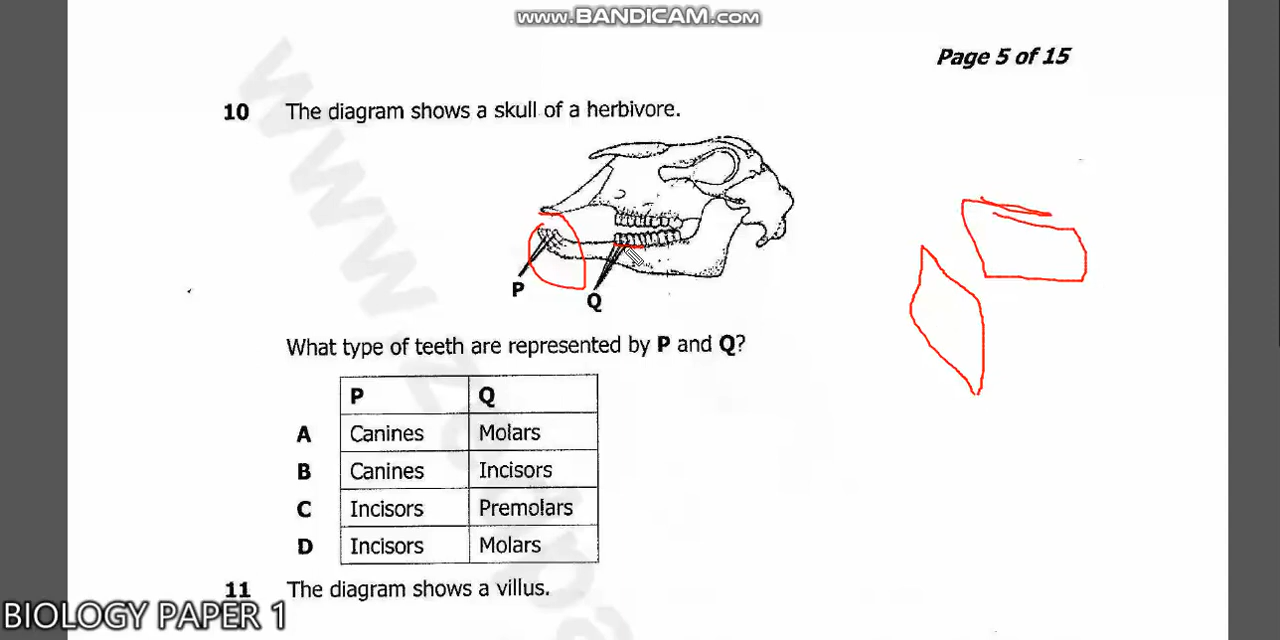 www.BANDICAM.com
Page 5 of 15
10 The diagram shows a skull of a herbivore.
P
Q
What type of teeth are represented by P and Q?
P Q
A Canines Molars
B Canines Incisors
C Incisors Premolars
D Incisors Molars
11 The diagram shows a villus.
BIOLOGY PAPER 1